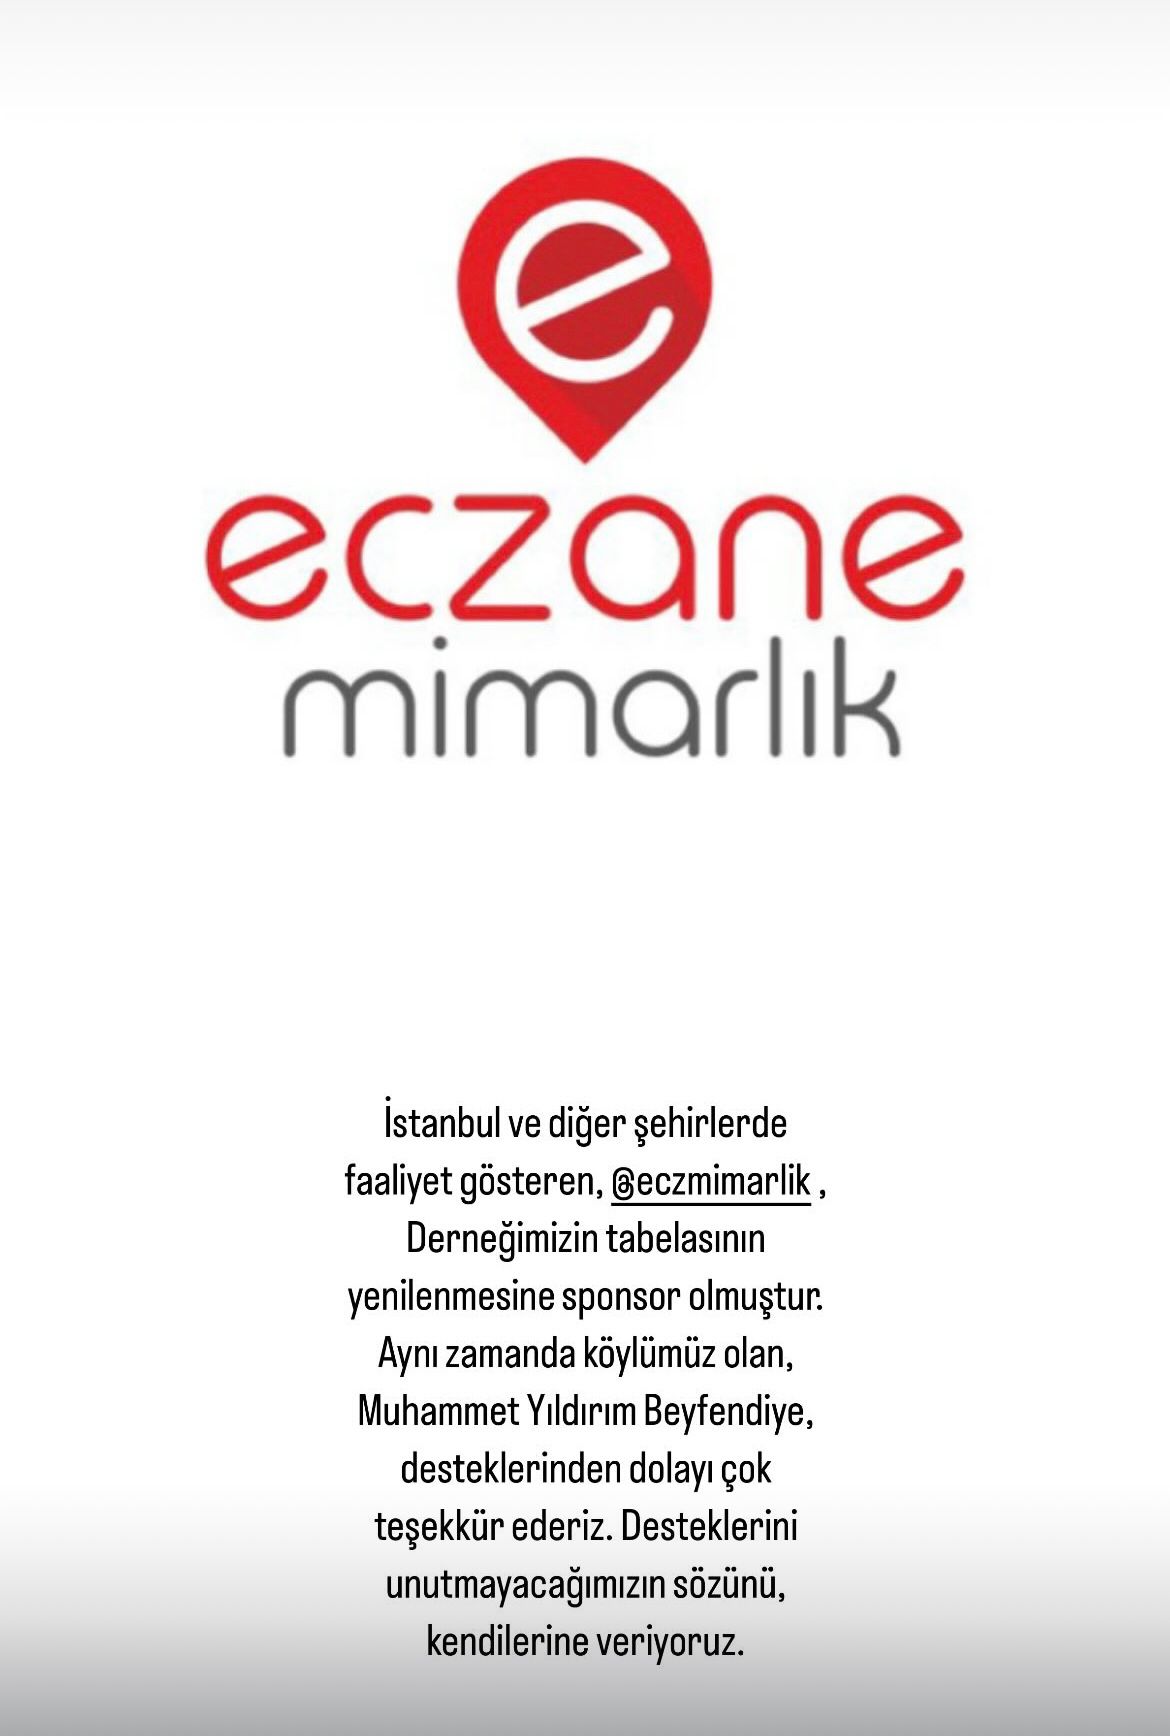 e
eczane
mimarlık
İstanbul ve diğer şehirlerde
faaliyet gösteren, @eczmimarlik ,
Derneğimizin tabelasının
yenilenmesine sponsor olmuştur.
Aynı zamanda köylümüz olan,
Muhammet Yıldırım Beyfendiye,
desteklerinden dolayı çok
teşekkür ederiz. Desteklerini
unutmayacağımızın sözünü,
kendilerine veriyoruz.